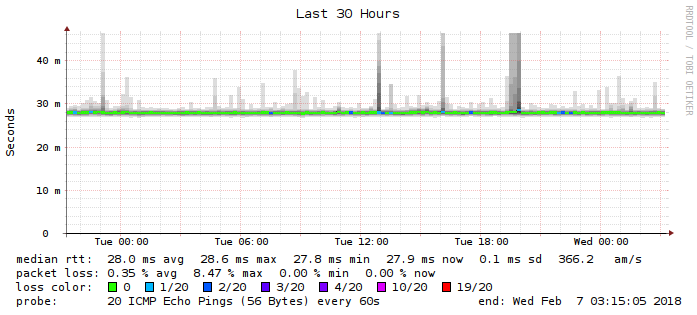 Last 30 Hours
RRDTOOL / TOBI OETIKER
Seconds
40 m
30 m
20 m
10 m
0
Tue 00:00 Tue 06:00 Tue 12:00 Tue 18:00 Wed 00:00
median rtt: 28.0 ms avg 28.6 ms max 27.8 ms min 27.9 ms now 0.1 ms sd 366.2 am/s
packet loss: 0.35 % avg 8.47 % max 0.00 % min 0.00 % now
loss color: 0 1/20 2/20 3/20 4/20 10/20 19/20
probe: 20 ICMP Echo Pings (56 Bytes) every 60s end: Wed Feb 7 03:15:05 2018